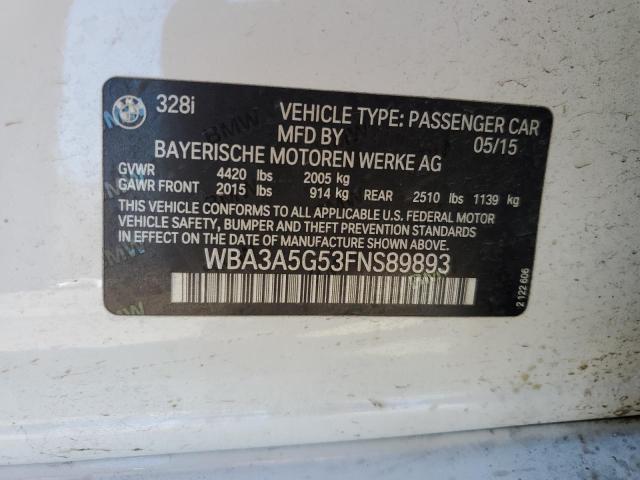 BMW 328i VEHICLE TYPE: PASSENGER CAR
MFD BY 05/15
BAYERISCHE MOTOREN WERKE AG
GVWR 4420 lbs 2005 kg
GAWR FRONT 2015 lbs 914 kg REAR 2510 lbs 1139 kg
THIS VEHICLE CONFORMS TO ALL APPLICABLE U.S. FEDERAL MOTOR
VEHICLE SAFETY, BUMPER AND THEFT PREVENTION STANDARDS
IN EFFECT ON THE DATE OF MANUFACTURE SHOWN ABOVE.
WBA3A5G53FNS89893
2 122 606